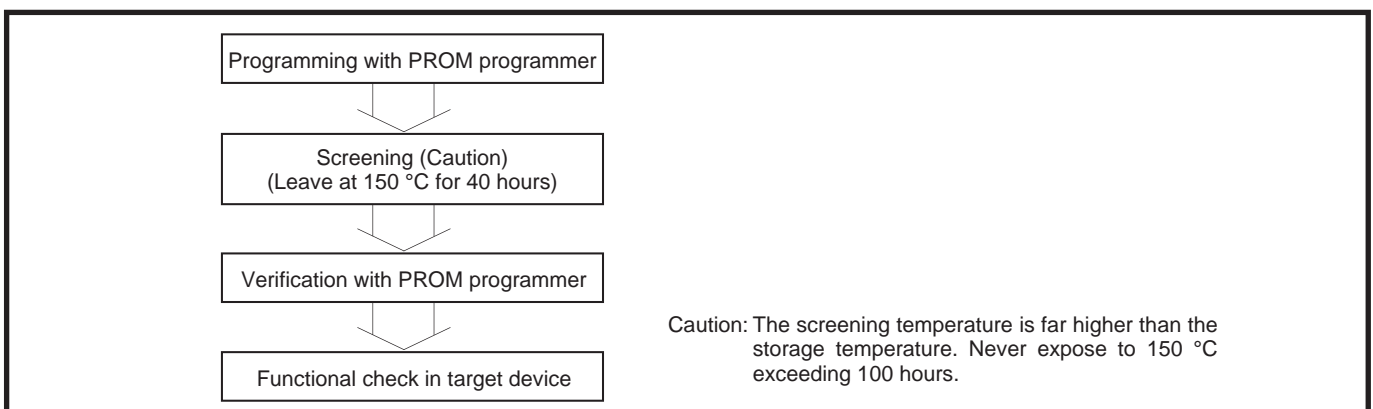 Programming with PROM programmer
Screening (Caution)
(Leave at 150 °C for 40 hours)
Verification with PROM programmer
Functional check in target device
Caution: The screening temperature is far higher than the
storage temperature. Never expose to 150 °C
exceeding 100 hours.